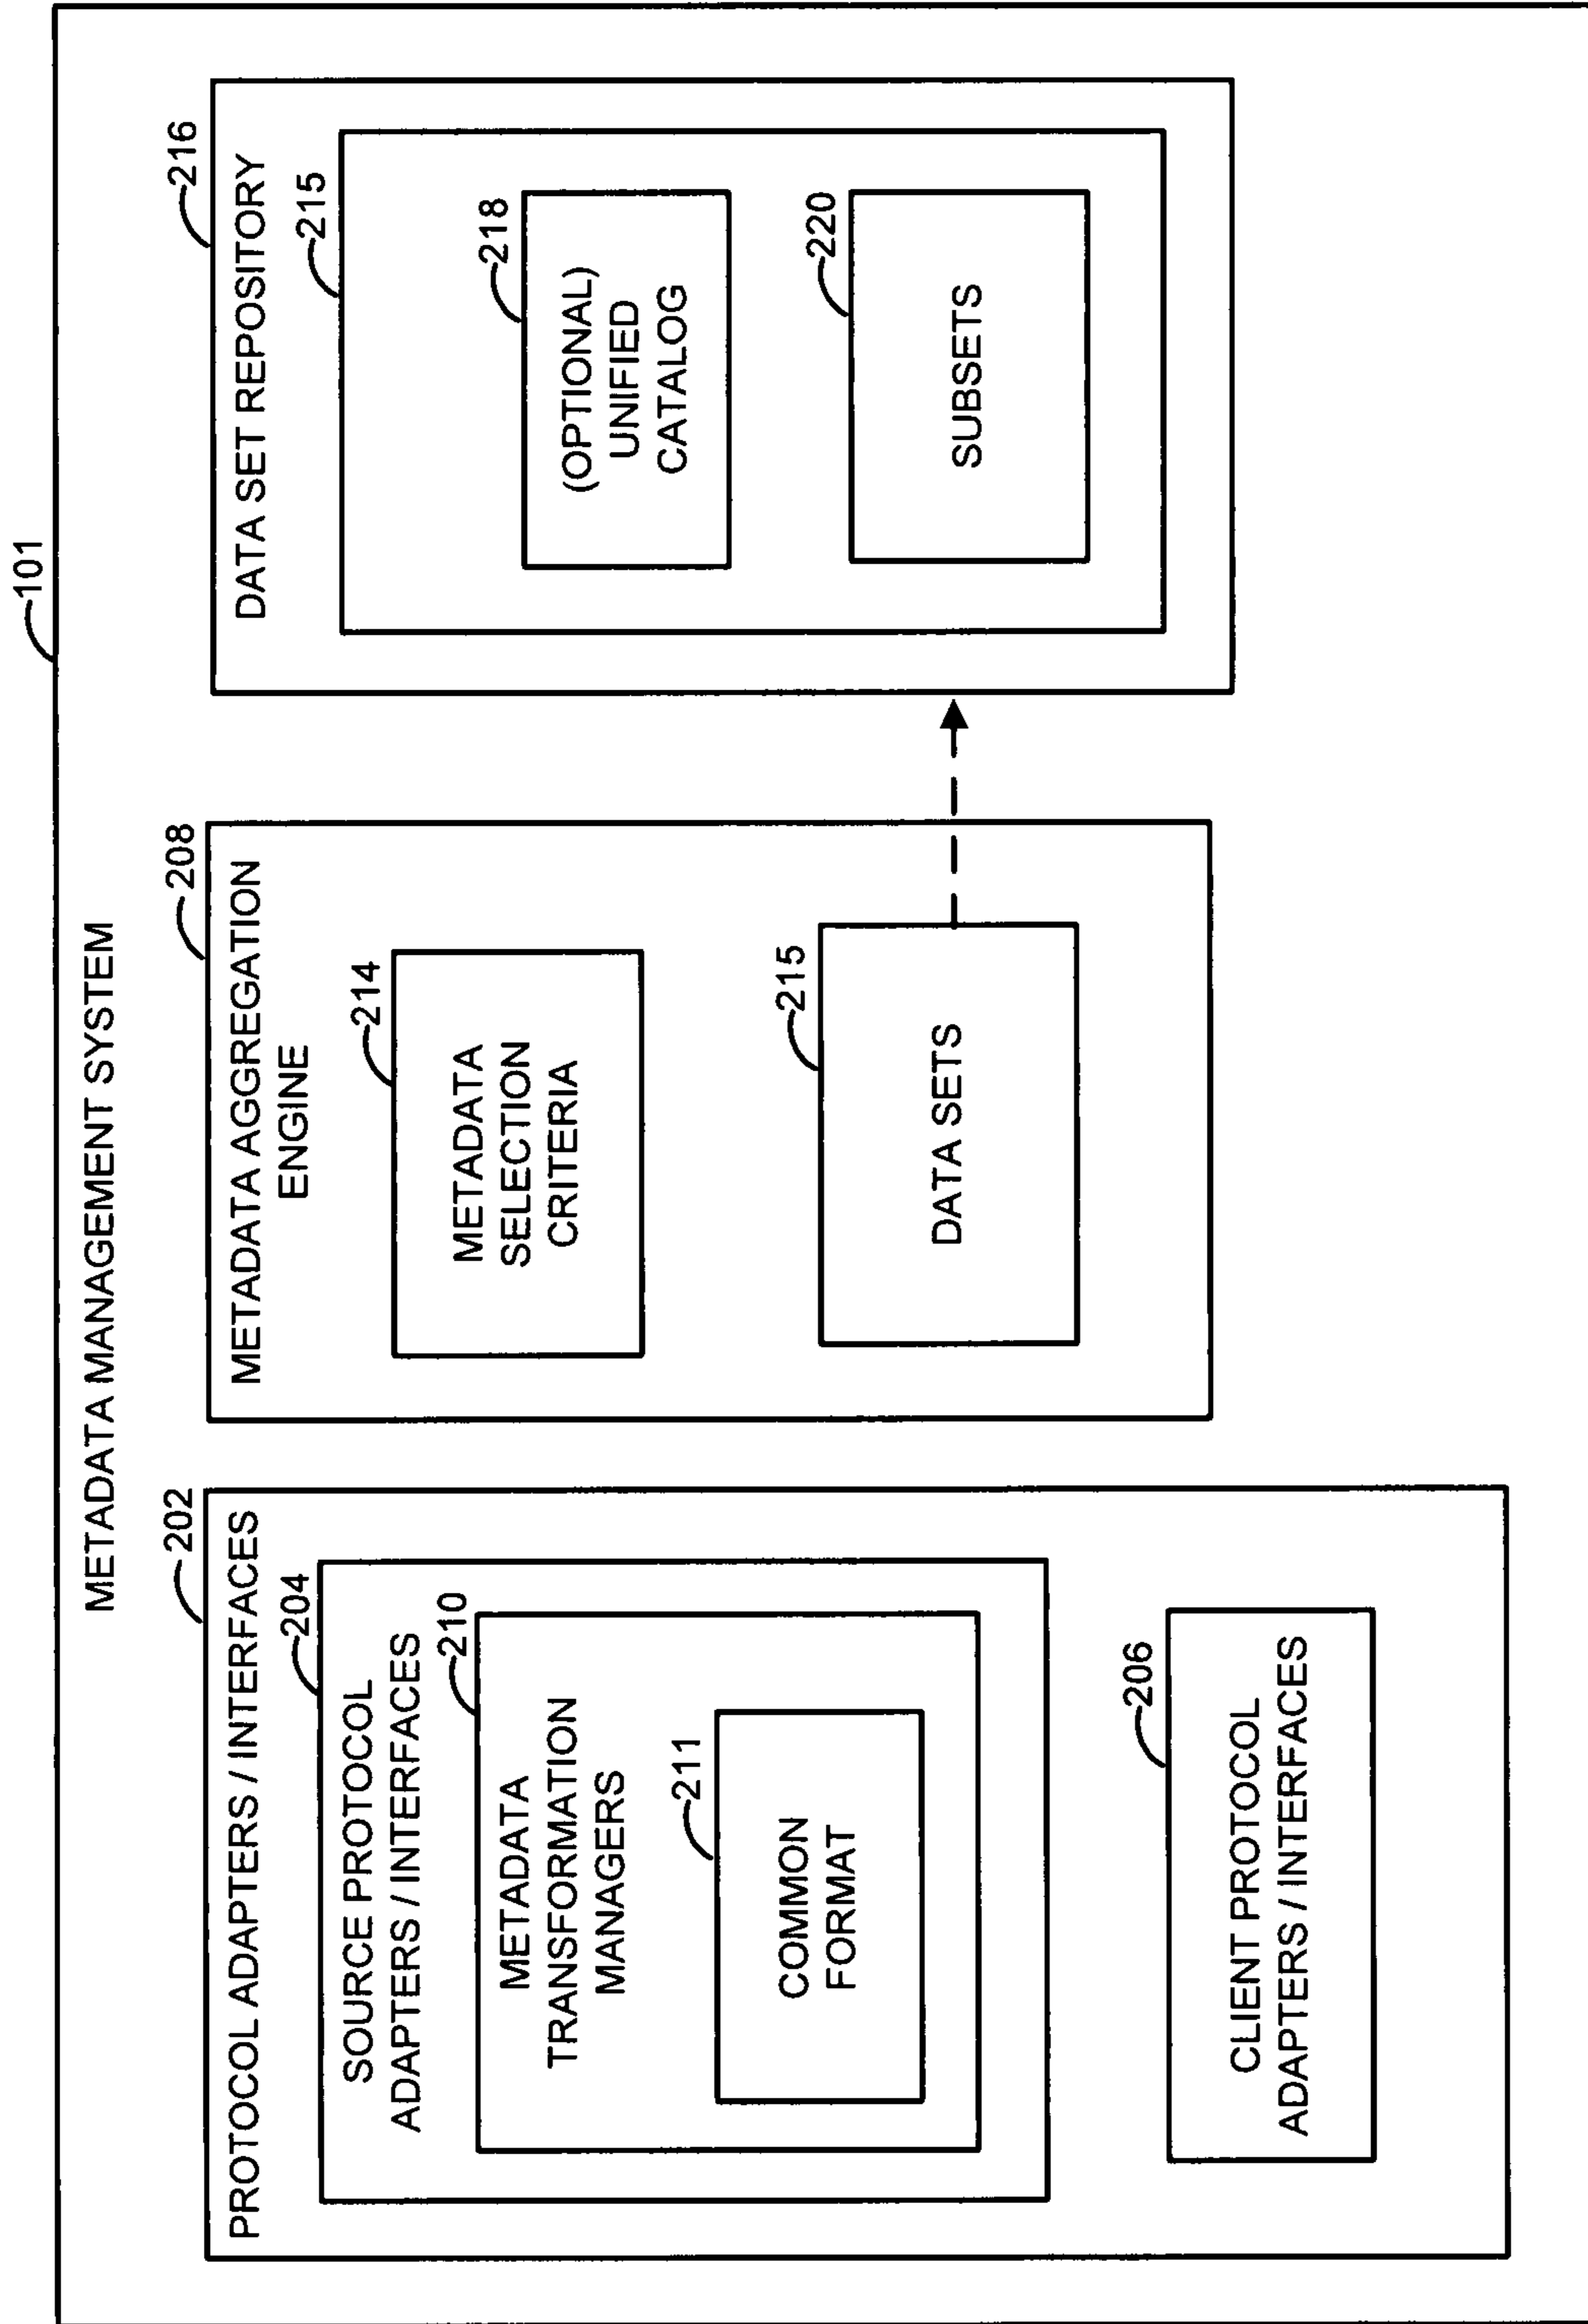 101
METADATA MANAGEMENT SYSTEM
202
PROTOCOL ADAPTERS / INTERFACES
204
SOURCE PROTOCOL
ADAPTERS / INTERFACES
210
METADATA
TRANSFORMATION
MANAGERS
211
COMMON
FORMAT
206
CLIENT PROTOCOL
ADAPTERS / INTERFACES
208
METADATA AGGREGATION
ENGINE
214
METADATA
SELECTION
CRITERIA
215
DATA SETS
216
DATA SET REPOSITORY
215
218
(OPTIONAL)
UNIFIED
CATALOG
220
SUBSETS